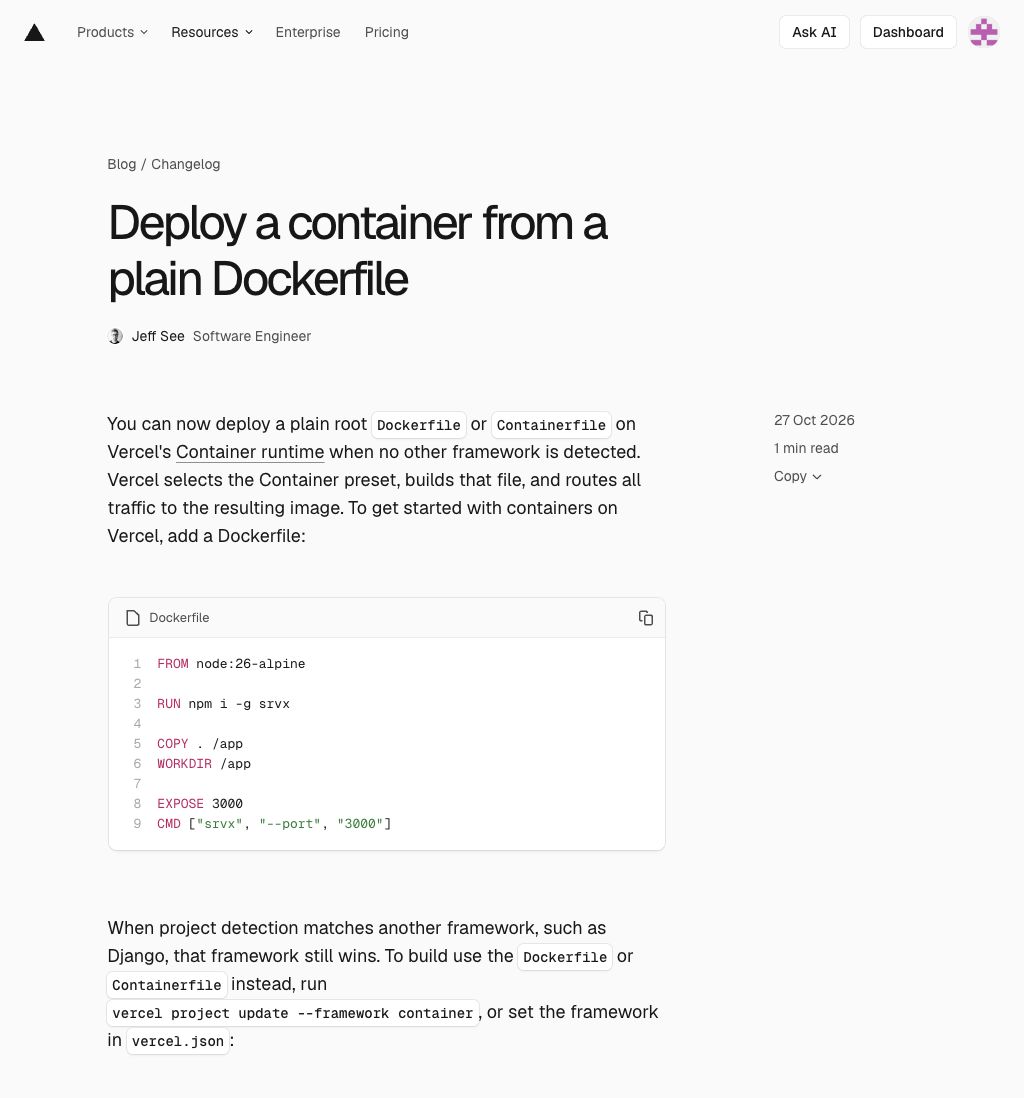 Products Resources Enterprise Pricing Ask AI Dashboard
Blog / Changelog
Deploy a container from a
plain Dockerfile
Jeff See Software Engineer
You can now deploy a plain root Dockerfile or Containerfile on
Vercel's Container runtime when no other framework is detected.
Vercel selects the Container preset, builds that file, and routes all
traffic to the resulting image. To get started with containers on
Vercel, add a Dockerfile:
27 Oct 2026
1 min read
Copy
Dockerfile
1 FROM node:26-alpine
2
3 RUN npm i -g srvx
4
5 COPY . /app
6 WORKDIR /app
7
8 EXPOSE 3000
9 CMD ["srvx", "--port", "3000"]
When project detection matches another framework, such as
Django, that framework still wins. To build use the Dockerfile or
Containerfile instead, run
vercel project update --framework container, or set the framework
in vercel.json: